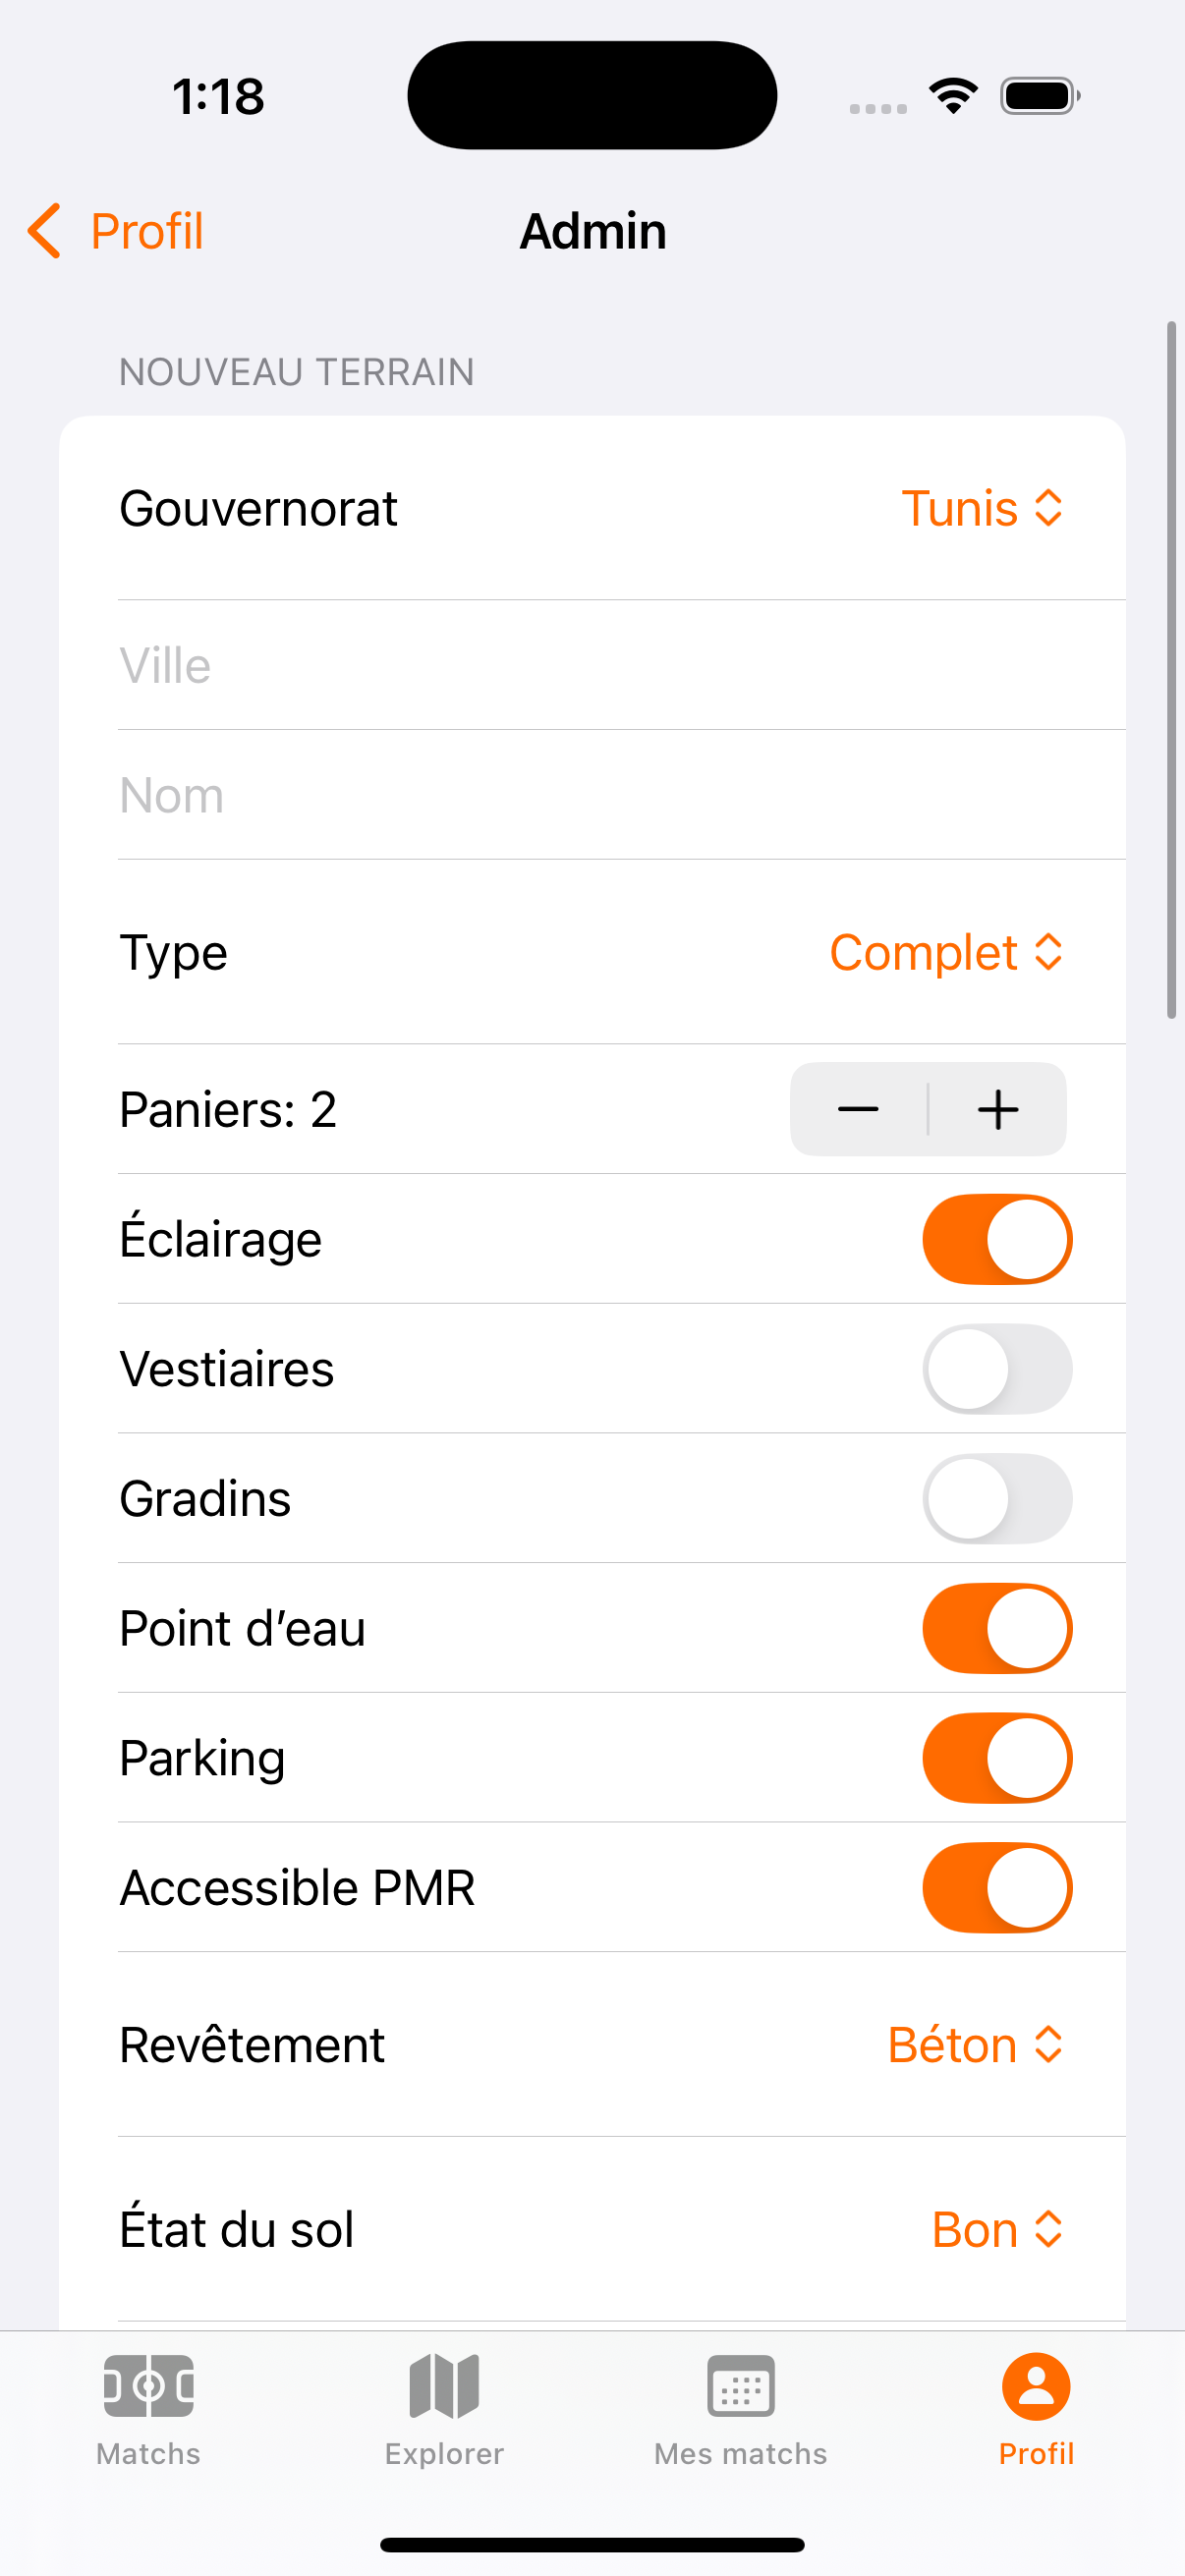 1:18
Profil
Admin
NOUVEAU TERRAIN
Gouvernorat Tunis
Ville
Nom
Type Complet
Paniers: 2
Éclairage
Vestiaires
Gradins
Point d’eau
Parking
Accessible PMR
Revêtement Béton
État du sol Bon
Matchs Explorer Mes matchs Profil